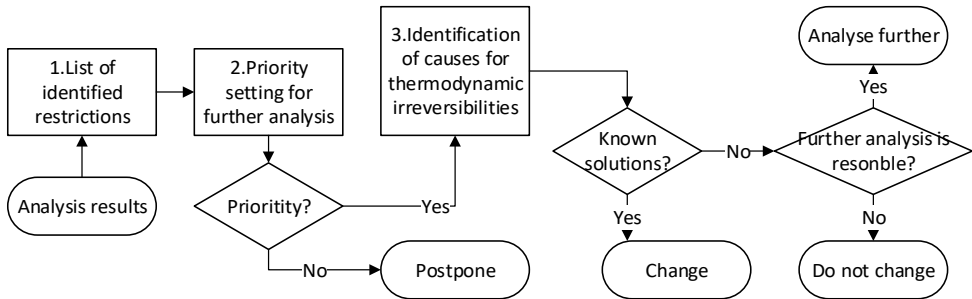 1.List of
identified
restrictions
Analysis results
2.Priority
setting for
further analysis
Prioritity?
Yes
No
Postpone
3.Identification
of causes for
thermodynamic
irreversibilities
Known
solutions?
Yes
Change
No
Further analysis is
resonble?
Yes
Analyse further
No
Do not change